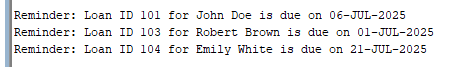 Reminder: Loan ID 101 for John Doe is due on 06-JUL-2025
Reminder: Loan ID 103 for Robert Brown is due on 01-JUL-2025
Reminder: Loan ID 104 for Emily White is due on 21-JUL-2025